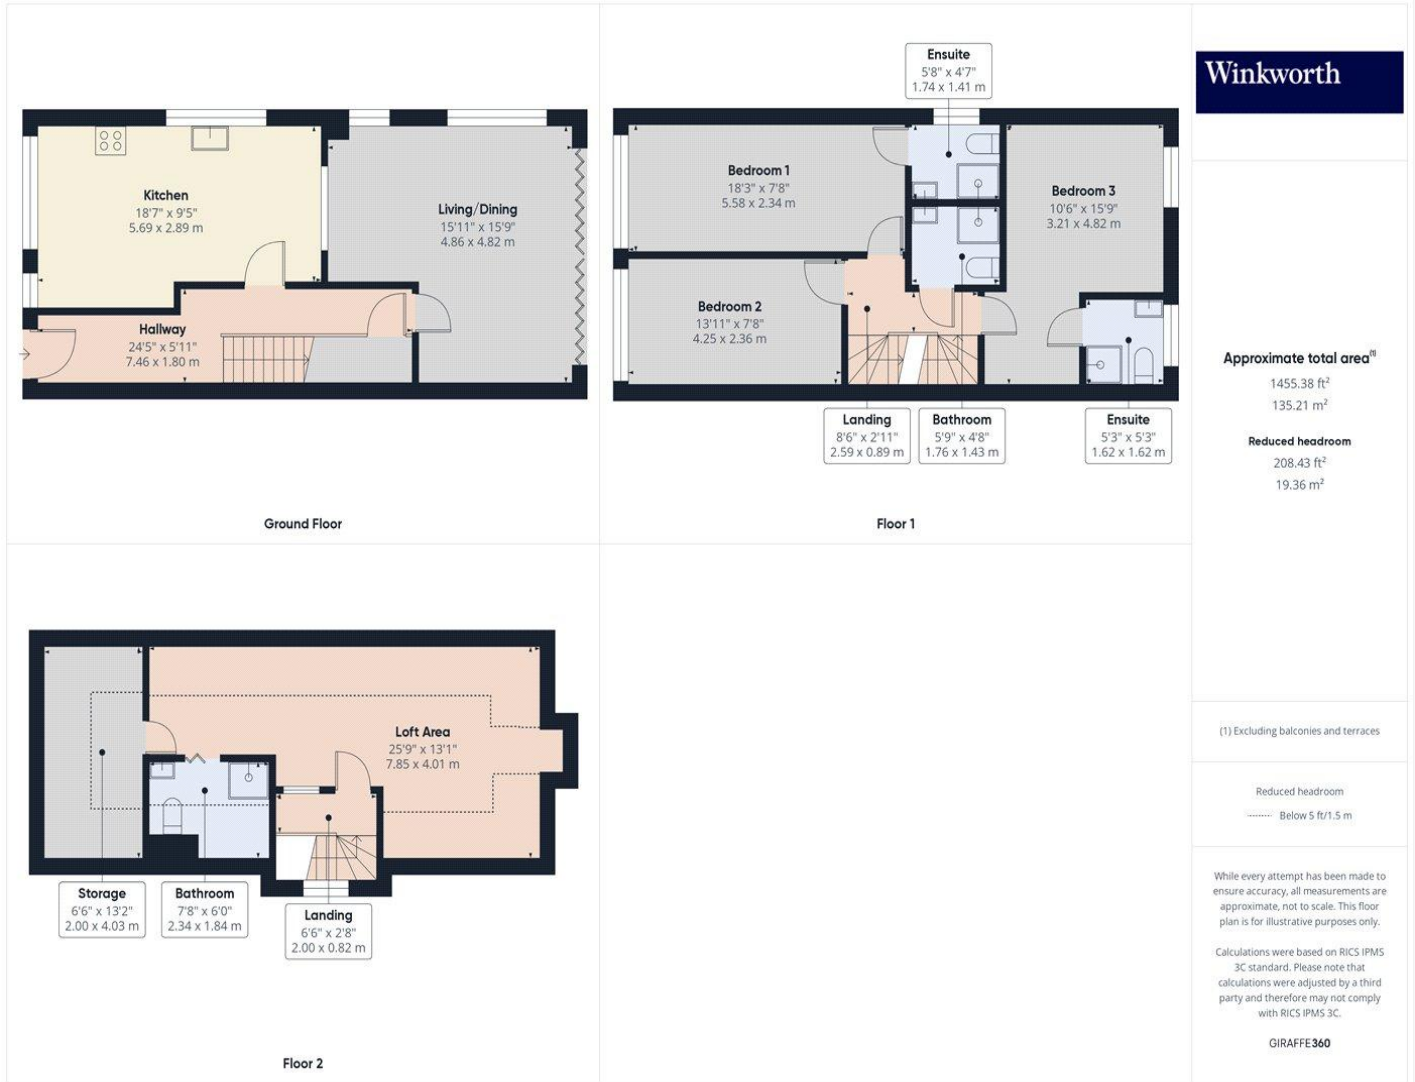 Kitchen
18'7" x 9'5"
5.69 x 2.89 m
Living/Dining
15'11" x 15'9"
4.86 x 4.82 m
Hallway
24'5" x 5'11"
7.46 x 1.80 m
Ground Floor
Ensuite
5'8" x 4'7"
1.74 x 1.41 m
Bedroom 1
18'3" x 7'8"
5.58 x 2.34 m
Bedroom 3
10'6" x 15'9"
3.21 x 4.82 m
Bedroom 2
13'11" x 7'8"
4.25 x 2.36 m
Landing
8'6" x 2'11"
2.59 x 0.89 m
Bathroom
5'9" x 4'8"
1.76 x 1.43 m
Ensuite
5'3" x 5'3"
1.62 x 1.62 m
Floor 1
Loft Area
25'9" x 13'1"
7.85 x 4.01 m
Storage
6'6" x 13'2"
2.00 x 4.03 m
Bathroom
7'8" x 6'0"
2.34 x 1.84 m
Landing
6'6" x 2'8"
2.00 x 0.82 m
Floor 2
Winkworth
Approximate total area⁽¹⁾
1455.38 ft²
135.21 m²
Reduced headroom
208.43 ft²
19.36 m²
(1) Excluding balconies and terraces
Reduced headroom
Below 5 ft/1.5 m
While every attempt has been made to
ensure accuracy, all measurements are
approximate, not to scale. This floor
plan is for illustrative purposes only.
Calculations were based on RICS IPMS
3C standard. Please note that
calculations were adjusted by a third
party and therefore may not comply
with RICS IPMS 3C.
GIRAFFE360